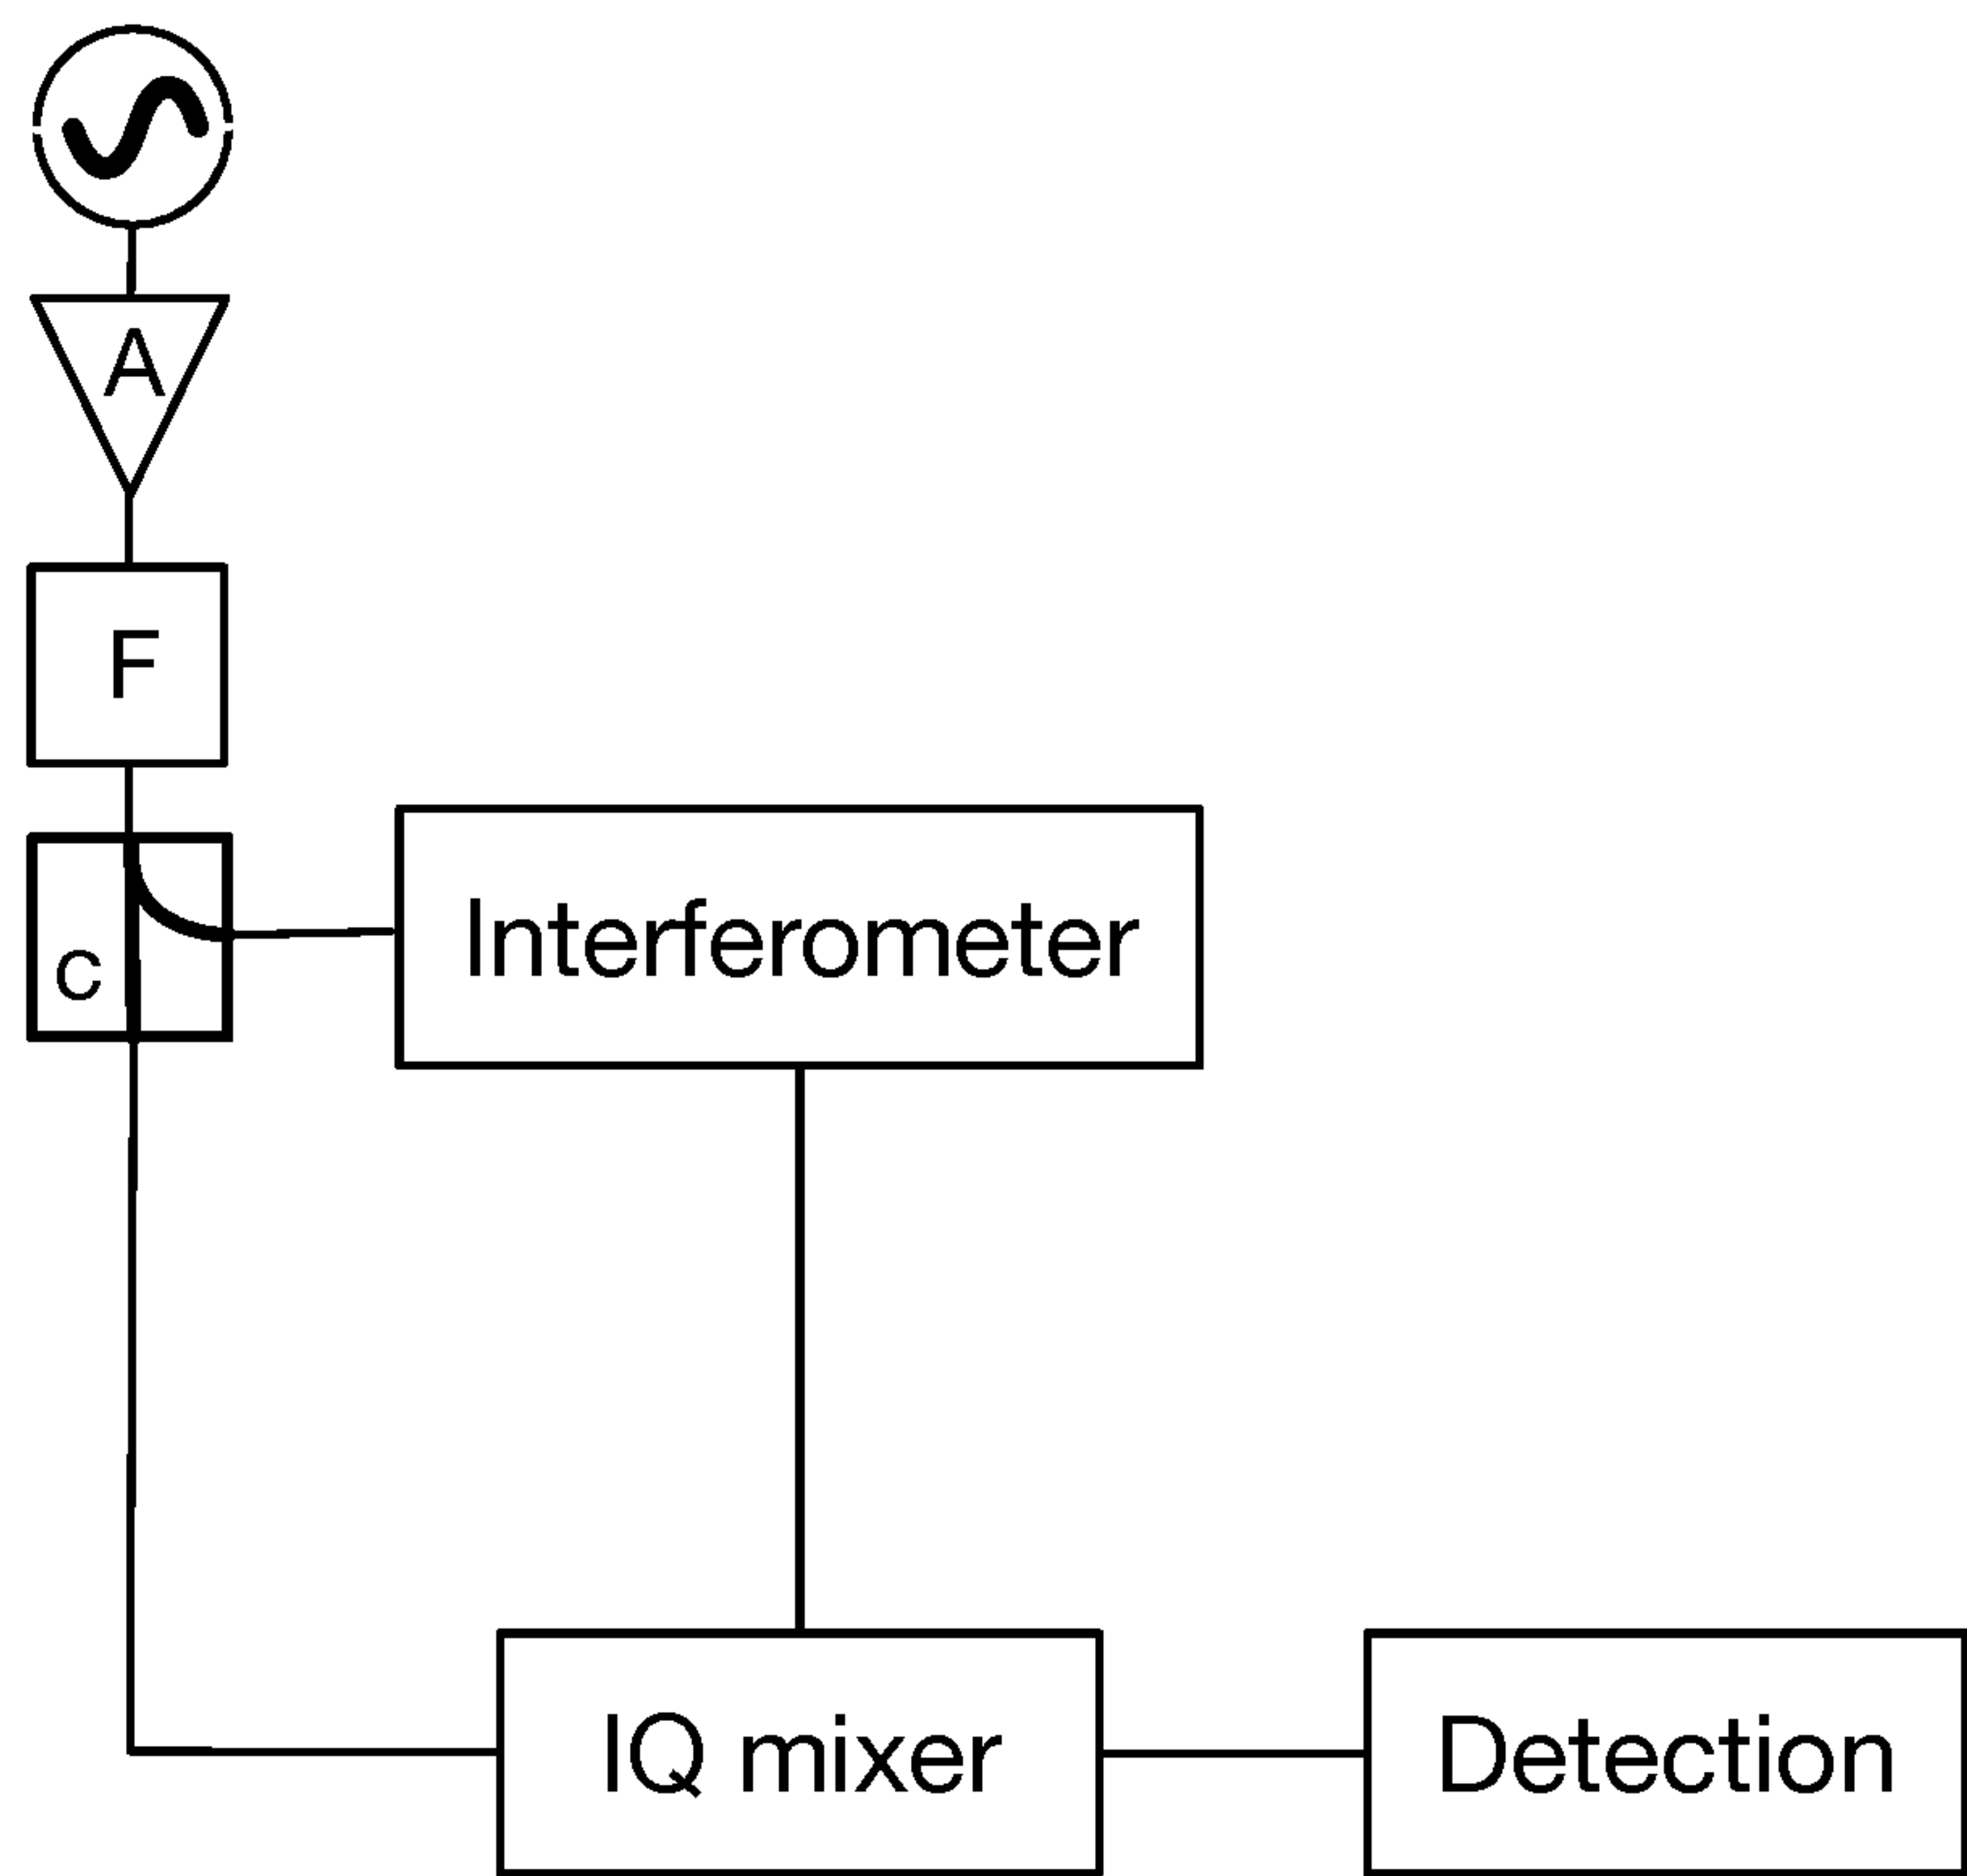 A
F
C
Interferometer
IQ mixer
Detection